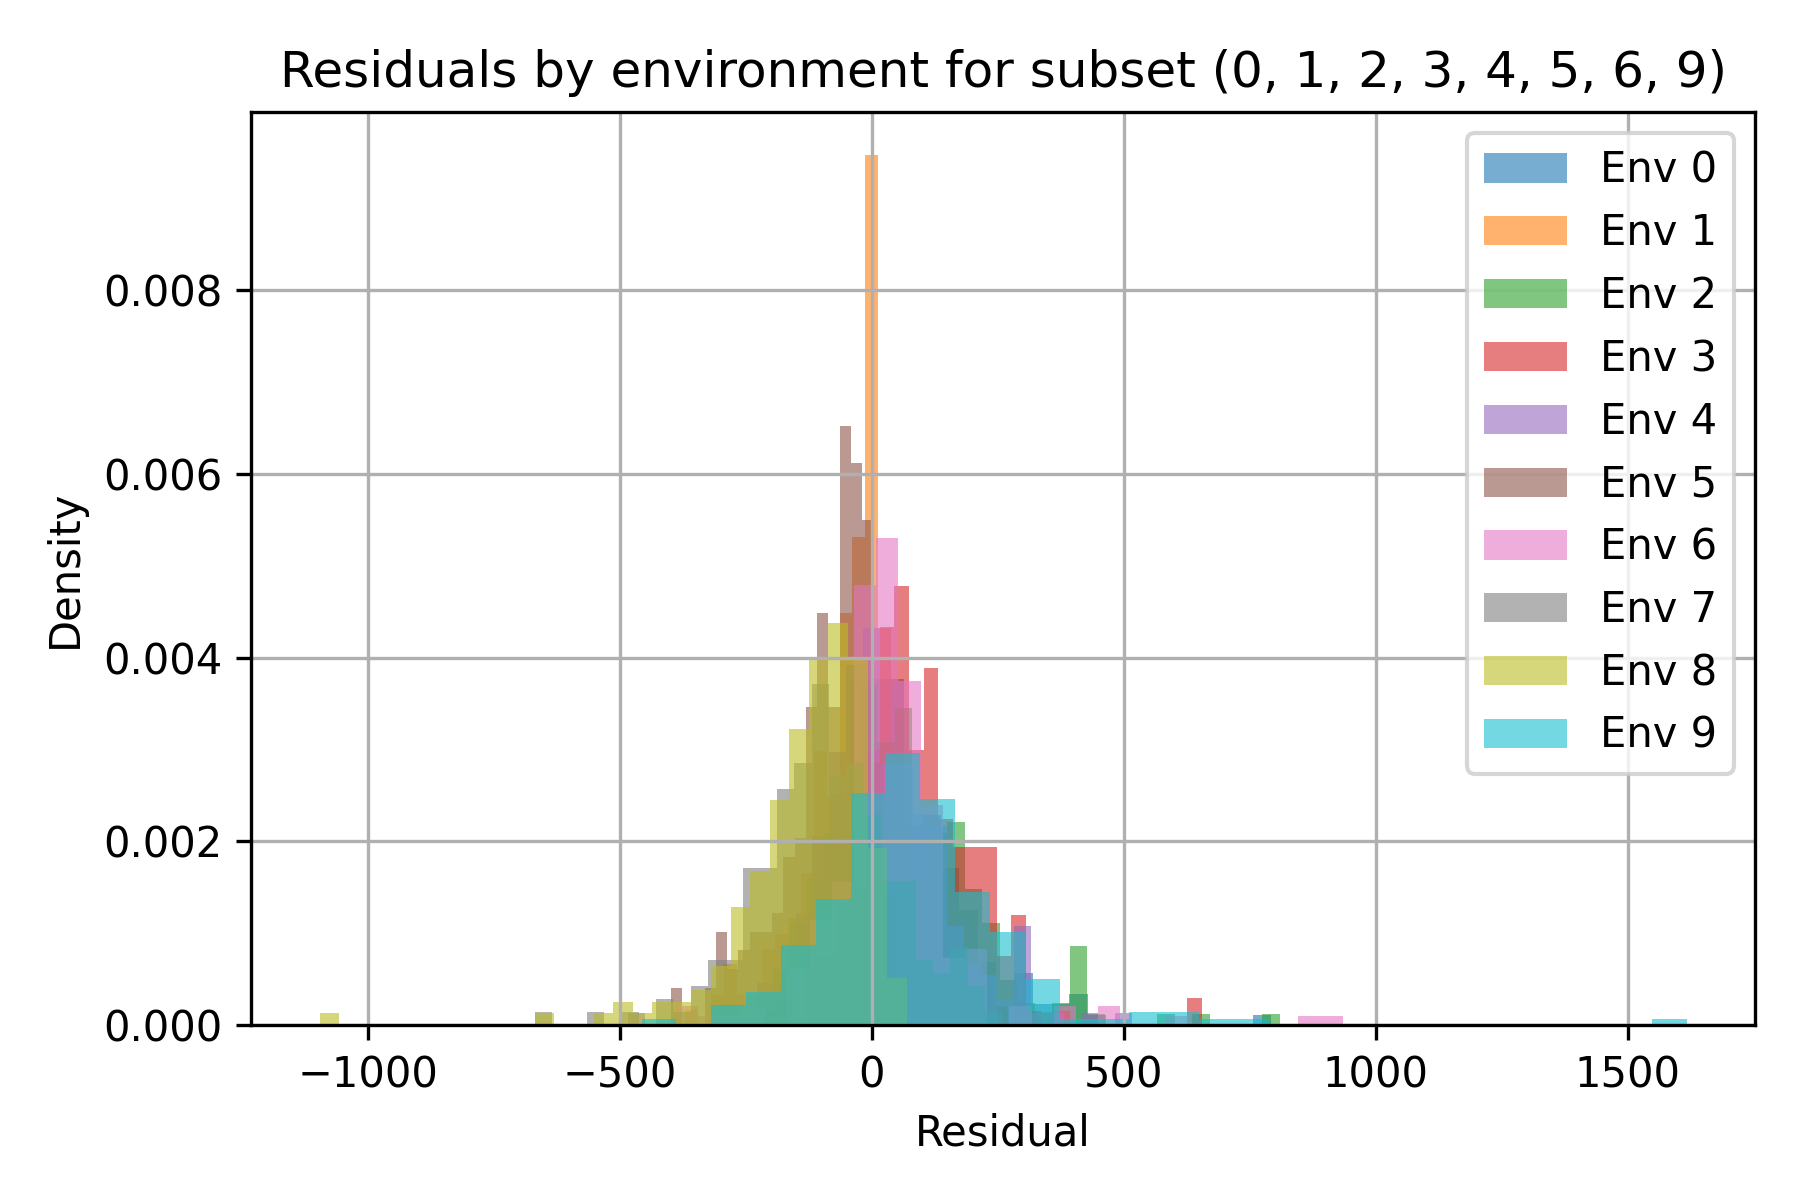 Residuals by environment for subset (0, 1, 2, 3, 4, 5, 6, 9)
Env 0
Env 1
Env 2
Env 3
Env 4
Env 5
Env 6
Env 7
Env 8
Env 9
Density
0.008
0.006
0.004
0.002
0.000
−1000 −500 0 500 1000 1500
Residual